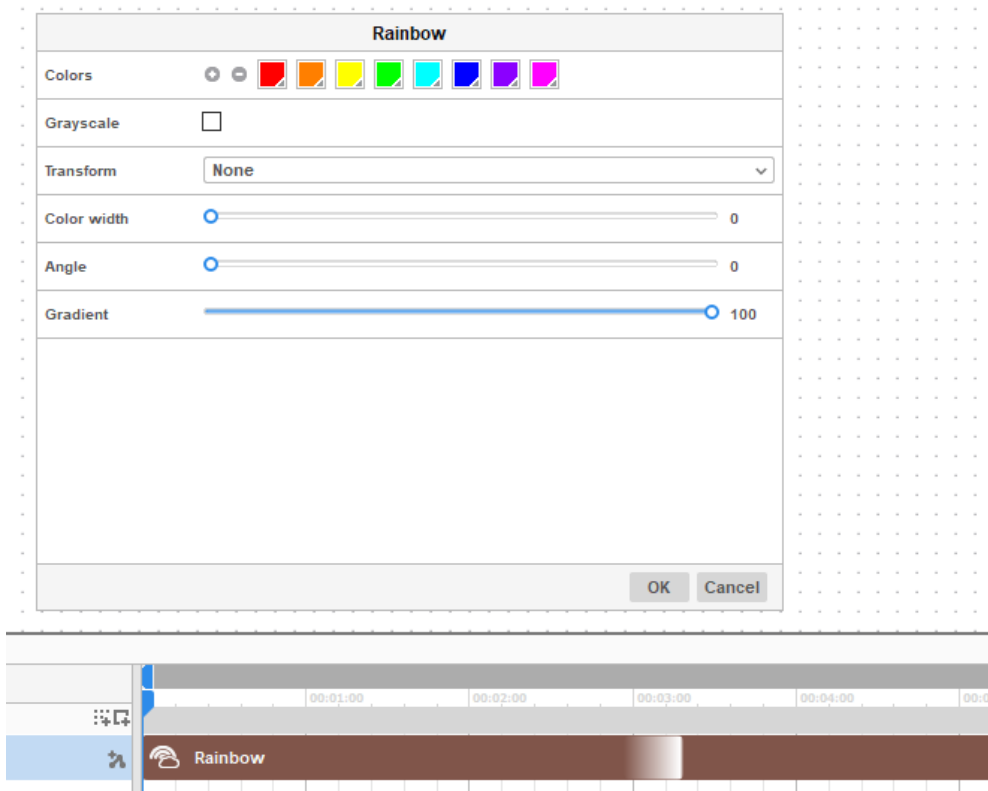 Rainbow
Colors
Grayscale
Transform None
Color width 0
Angle 0
Gradient 100
OK Cancel
00:01:00 00:02:00 00:03:00 00:04:00
Rainbow